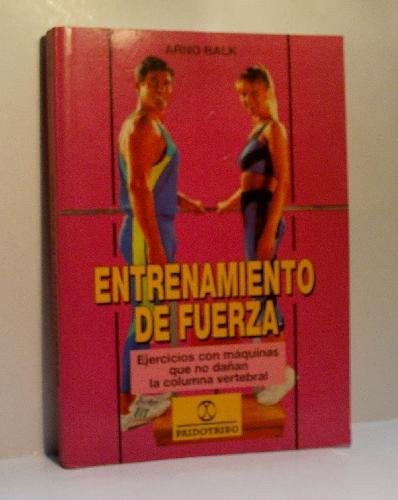 ARNO BALK
ENTRENAMIENTO
DE FUERZA
Ejercicios con máquinas
que no dañan
la columna vertebral
PAIDOTRIBO